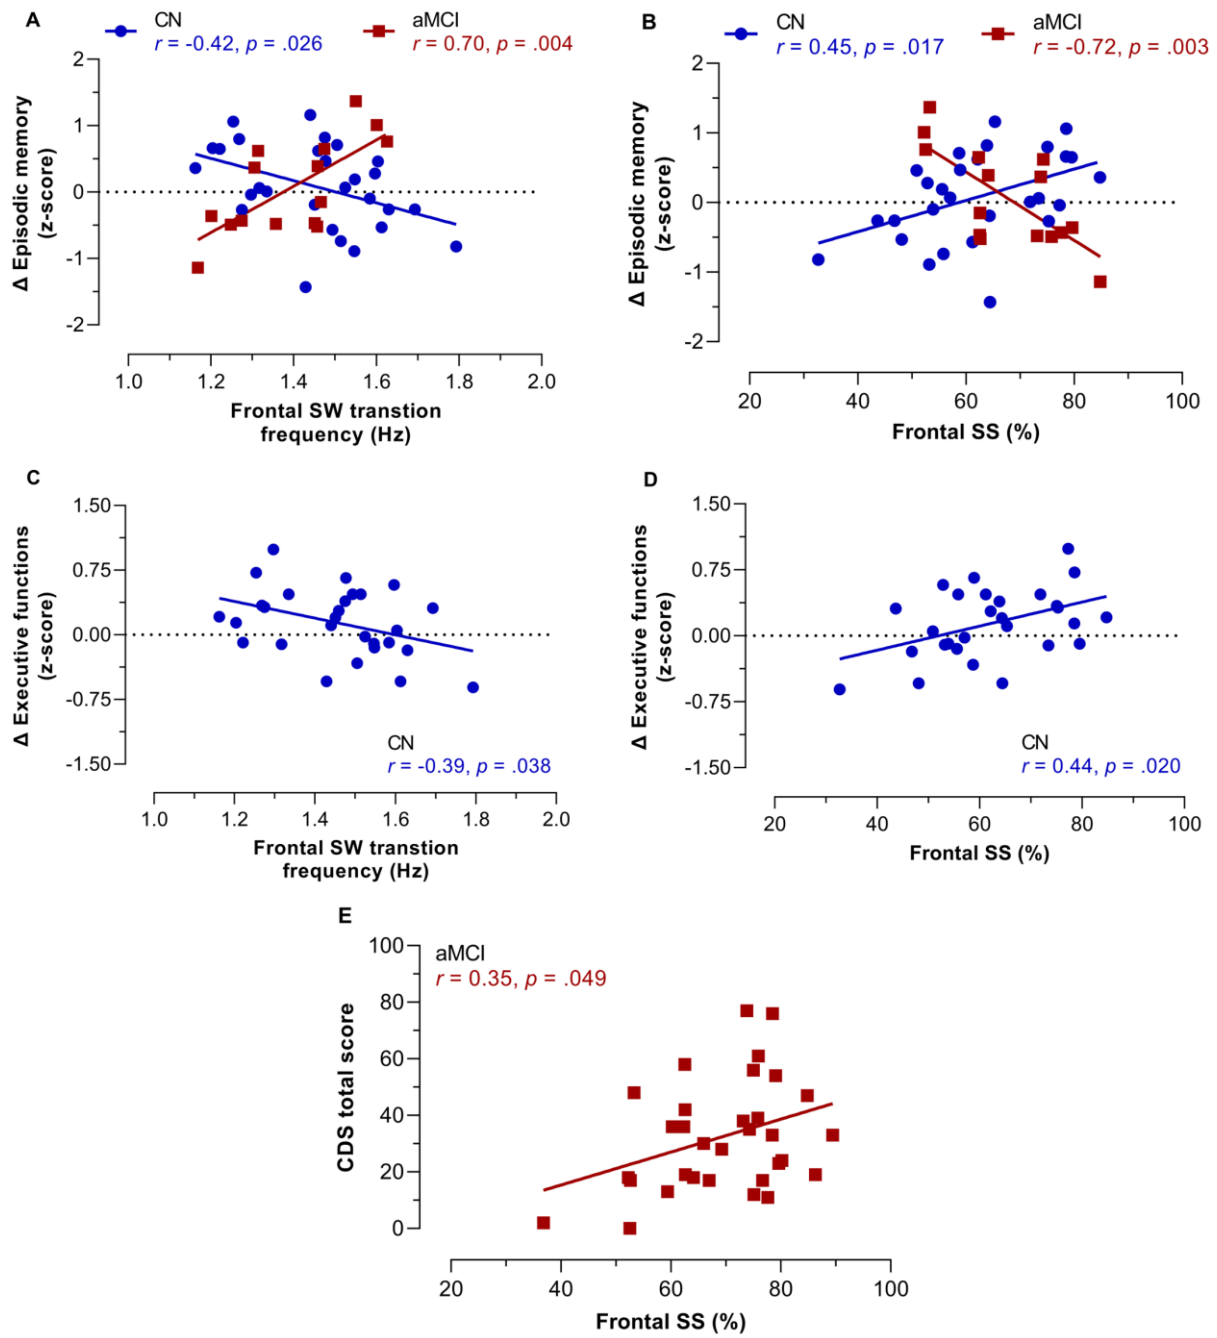 A
CN
r = -0.42, p = .026
aMCI
r = 0.70, p = .004
Δ Episodic memory
(z-score)
2
1
0
-1
-2
1.0 1.2 1.4 1.6 1.8 2.0
Frontal SW transtion
frequency (Hz)
B
CN
r = 0.45, p = .017
aMCI
r = -0.72, p = .003
Δ Episodic memory
(z-score)
2
1
0
-1
-2
20 40 60 80 100
Frontal SS (%)
C
Δ Executive functions
(z-score)
1.50
0.75
0.00
-0.75
-1.50
CN
r = -0.39, p = .038
1.0 1.2 1.4 1.6 1.8 2.0
Frontal SW transtion
frequency (Hz)
D
Δ Executive functions
(z-score)
1.50
0.75
0.00
-0.75
-1.50
CN
r = 0.44, p = .020
20 40 60 80 100
Frontal SS (%)
E
aMCI
r = 0.35, p = .049
CDS total score
100
80
60
40
20
0
20 40 60 80 100
Frontal SS (%)